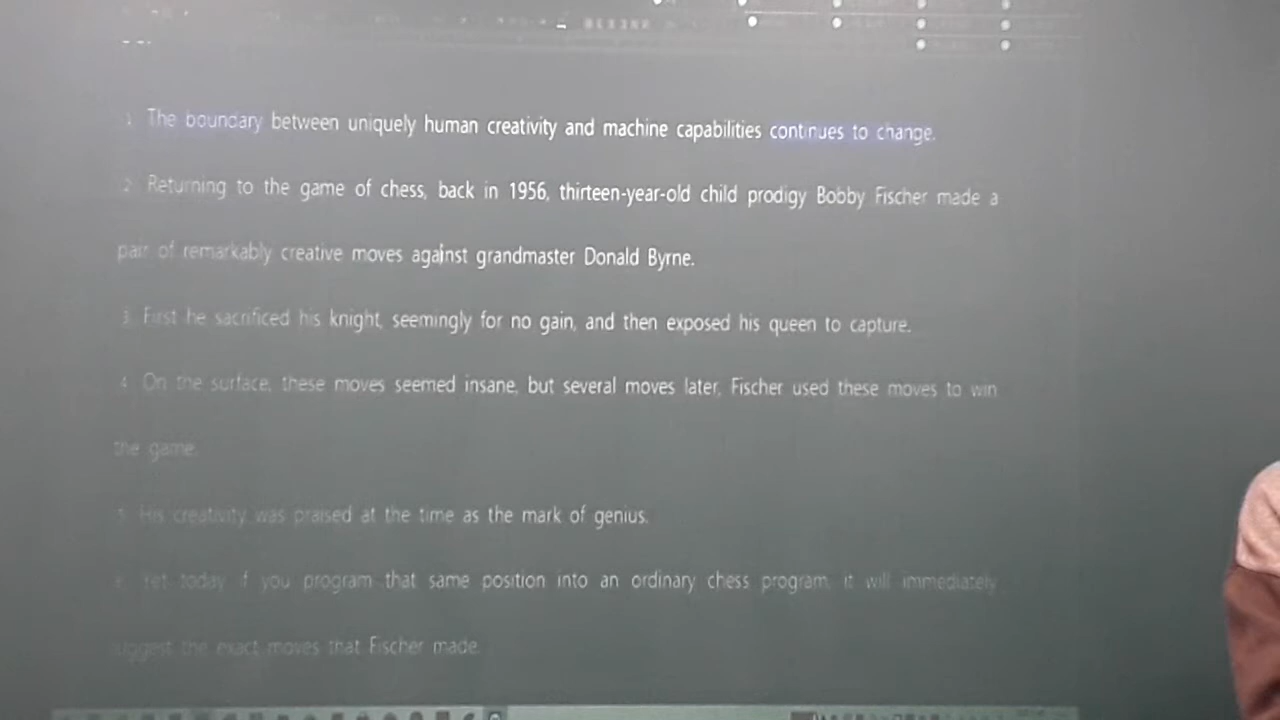 1 The boundary between uniquely human creativity and machine capabilities continues to change.
2 Returning to the game of chess, back in 1956, thirteen-year-old child prodigy Bobby Fischer made a
pair of remarkably creative moves against grandmaster Donald Byrne.
3 First he sacrificed his knight, seemingly for no gain, and then exposed his queen to capture.
4 On the surface, these moves seemed insane, but several moves later, Fischer used these moves to win
the game.
5 His creativity was praised at the time as the mark of genius.
6 Yet today if you program that same position into an ordinary chess program, it will immediately
suggest the exact moves that Fischer made.